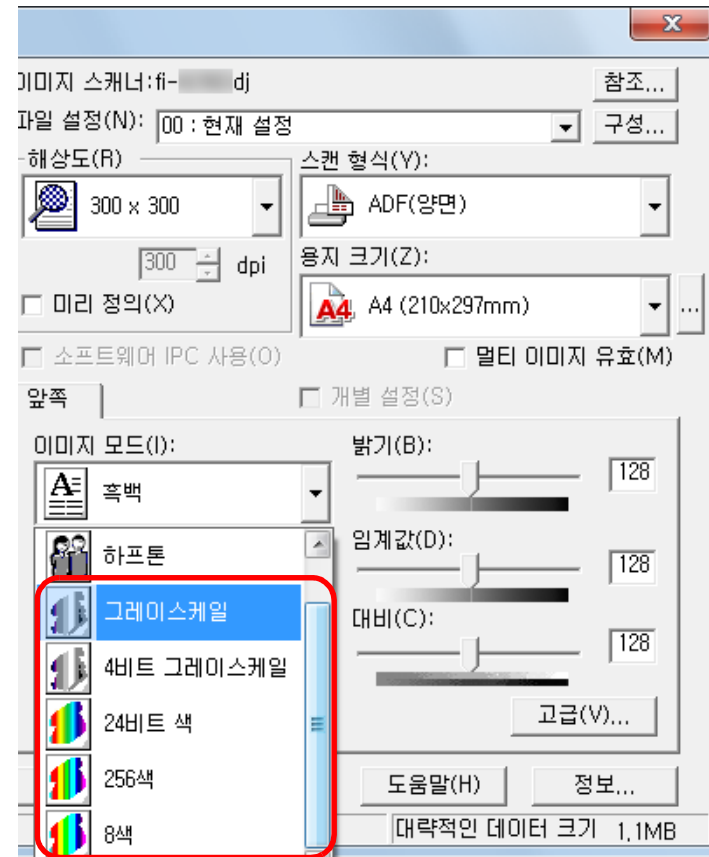 이미지 스캐너:fi- dj
참조...
파일 설정(N): 00 : 현재 설정
구성...
해상도(R)
스캔 형식(Y):
300 x 300
ADF(양면)
300 dpi
용지 크기(Z):
미리 정의(X)
A4 A4 (210x297mm)
...
소프트웨어 IPC 사용(O)
멀티 이미지 유효(M)
앞쪽
개별 설정(S)
이미지 모드(I):
밝기(B):
A 흑백
128
하프톤
임계값(D):
128
그레이스케일
대비(C):
4비트 그레이스케일
128
24비트 색
고급(V)...
256색
도움말(H)
정보...
8색
대략적인 데이터 크기 1,1MB